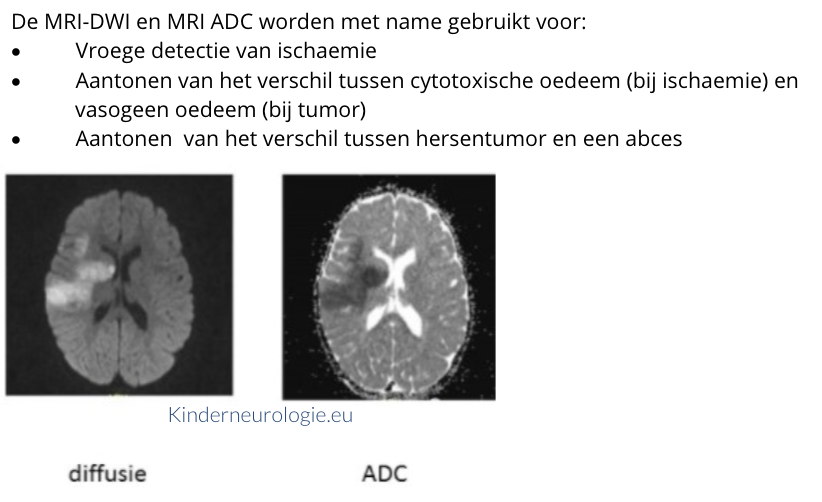 De MRI-DWI en MRI ADC worden met name gebruikt voor:
• Vroege detectie van ischaemie
• Aantonen van het verschil tussen cytotoxische oedeem (bij ischaemie) en
vasogeen oedeem (bij tumor)
• Aantonen van het verschil tussen hersentumor en een abces
Kinderneurologie.eu
diffusie ADC